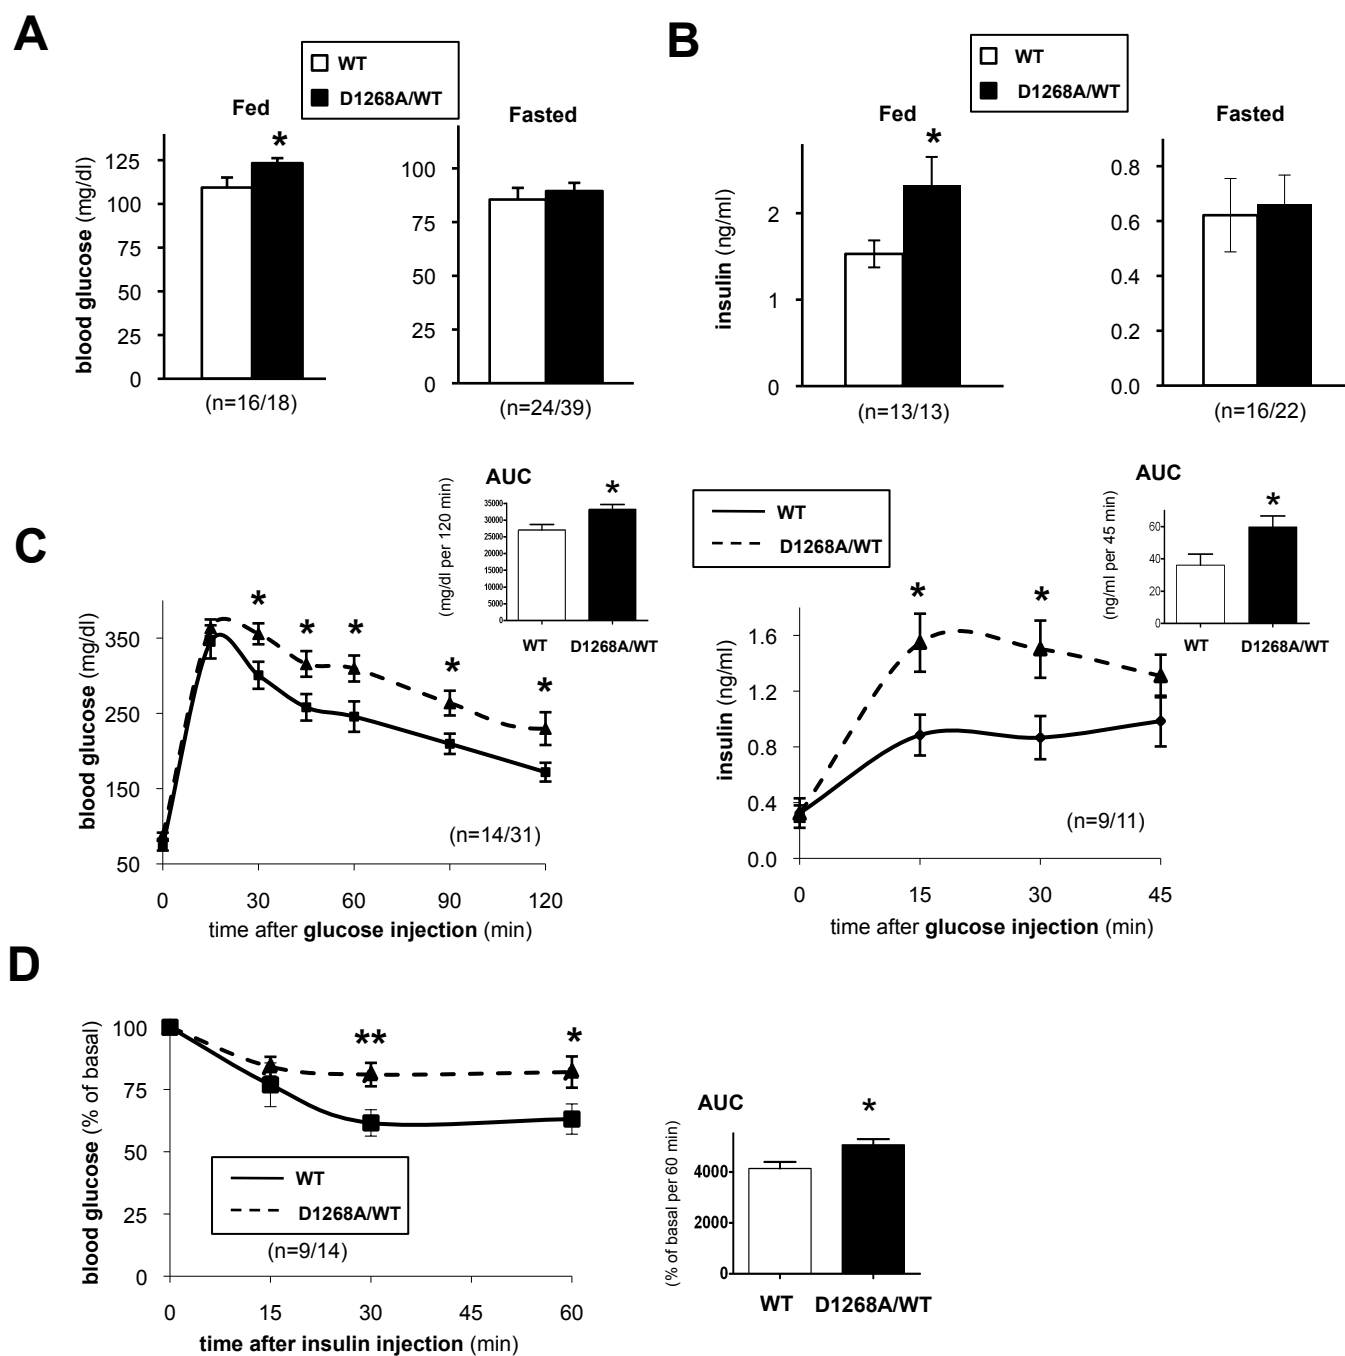 A
WT
D1268A/WT
Fed
*
blood glucose (mg/dl)
125
100
75
50
25
0
(n=16/18)
Fasted
100
75
50
25
0
(n=24/39)
B
WT
D1268A/WT
Fed
*
insulin (ng/ml)
2
1
0
(n=13/13)
Fasted
0.8
0.6
0.4
0.2
0.0
(n=16/22)
C
blood glucose (mg/dl)
350
250
150
50
* * * * *
(n=14/31)
0 30 60 90 120
time after glucose injection (min)
AUC
(mg/dl per 120 min)
35000
30000
25000
20000
15000
10000
5000
0
*
WT D1268A/WT
WT
D1268A/WT
insulin (ng/ml)
1.6
1.2
0.8
0.4
0.0
* *
(n=9/11)
0 15 30 45
time after glucose injection (min)
AUC
(ng/ml per 45 min)
60
40
20
0
*
WT D1268A/WT
D
blood glucose (% of basal)
100
75
50
25
0
** *
WT
D1268A/WT
(n=9/14)
0 15 30 60
time after insulin injection (min)
AUC
(% of basal per 60 min)
4000
2000
0
*
WT D1268A/WT